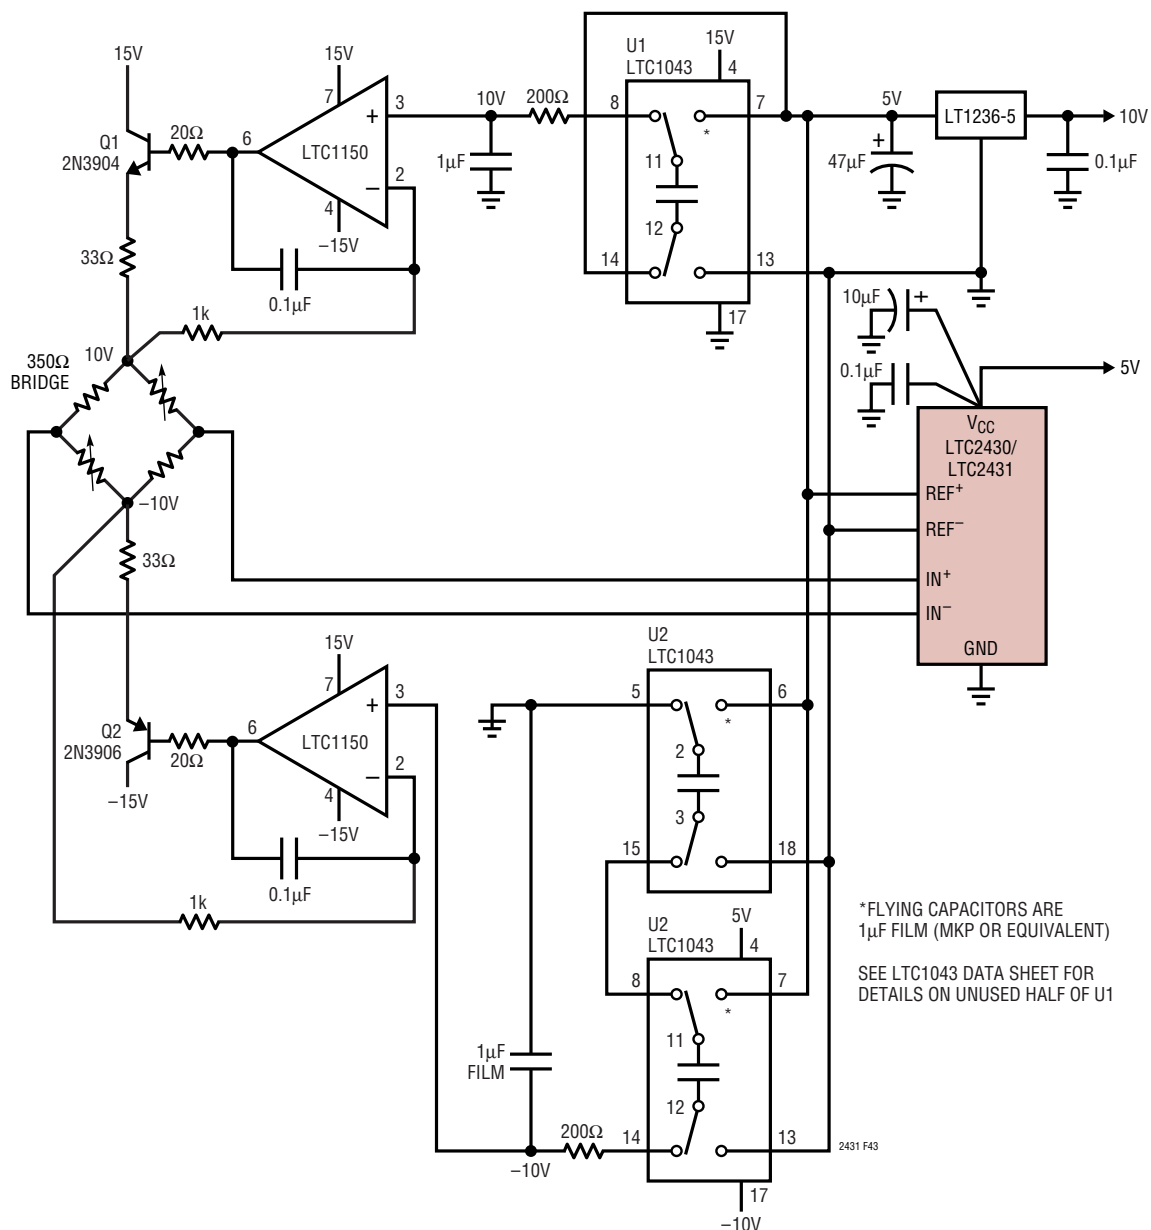 U1
LTC1043
15V
4
15V
15V
7
3
10V
200Ω
8
7
5V
LT1236-5
10V
Q1
2N3904
20Ω
6
+
LTC1150
–
2
4
–15V
1µF
*
11
12
+
47µF
0.1µF
33Ω
0.1µF
14
13
17
1k
10µF
+
0.1µF
5V
350Ω
BRIDGE
10V
–10V
VCC
LTC2430/
LTC2431
REF+
REF–
IN+
IN–
GND
33Ω
U2
LTC1043
15V
7
5
6
3
+
*
Q2
2N3906
20Ω
6
LTC1150
2
–
4
–15V
–15V
2
3
15
18
0.1µF
1k
U2
LTC1043
5V
4
*FLYING CAPACITORS ARE
1µF FILM (MKP OR EQUIVALENT)
SEE LTC1043 DATA SHEET FOR
DETAILS ON UNUSED HALF OF U1
8
7
*
11
1µF
FILM
12
200Ω
14
13
–10V
17
–10V
2431 F43